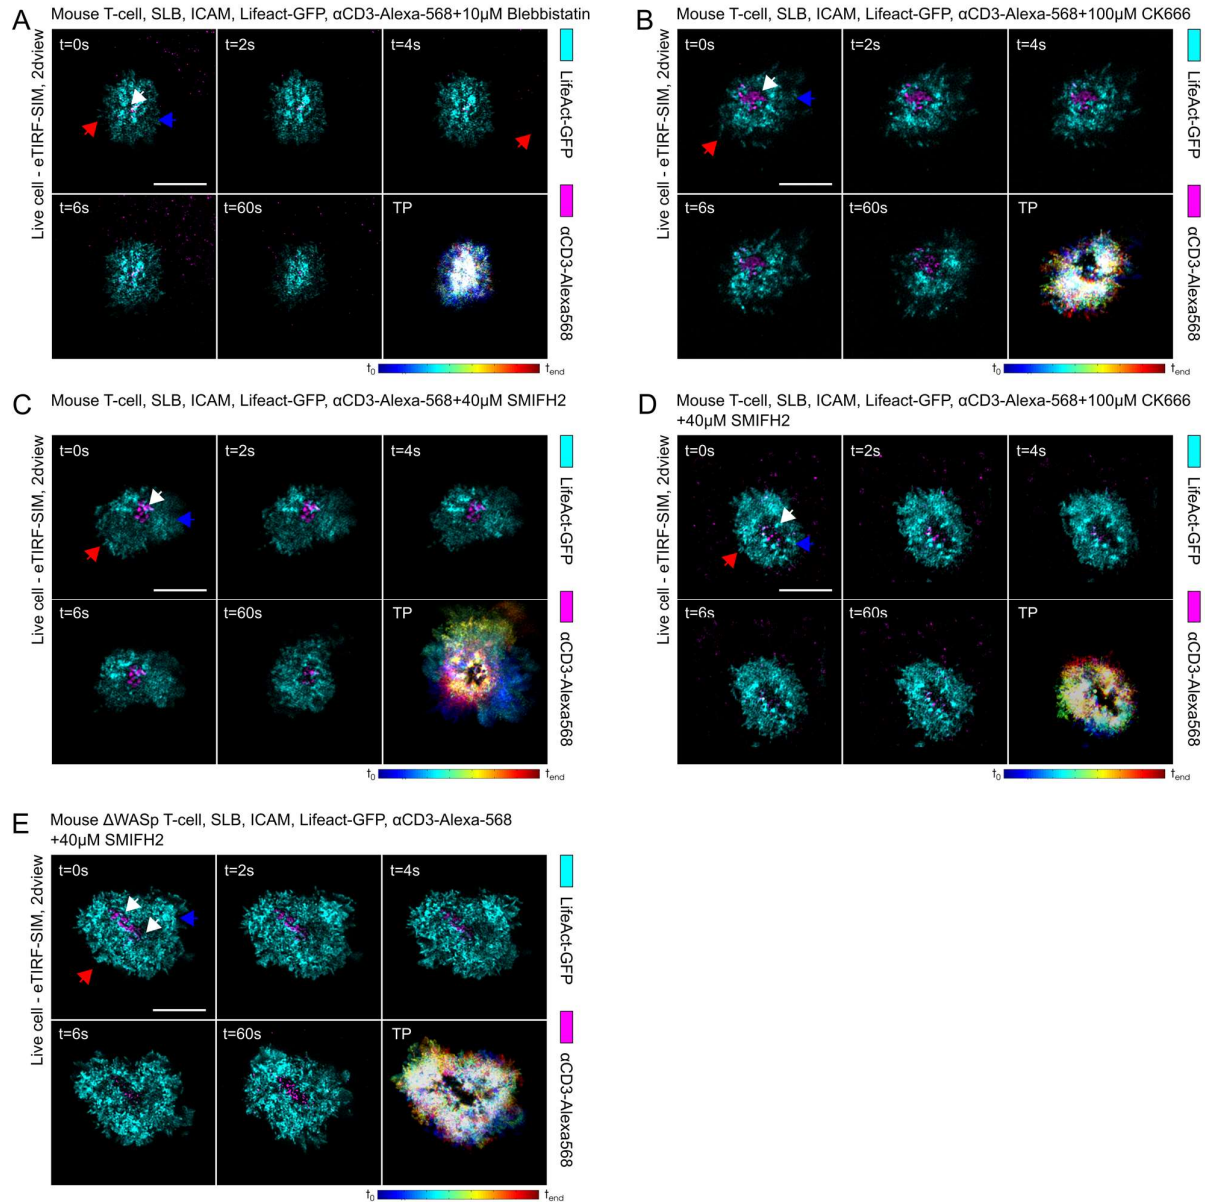 A
Mouse T-cell, SLB, ICAM, Lifeact-GFP, αCD3-Alexa-568+10µM Blebbistatin
Live cell - eTIRF-SIM, 2dview
t=0s
t=2s
t=4s
t=6s
t=60s
TP
LifeAct-GFP
αCD3-Alexa568
t0
tend
B
Mouse T-cell, SLB, ICAM, Lifeact-GFP, αCD3-Alexa-568+100µM CK666
Live cell - eTIRF-SIM, 2dview
t=0s
t=2s
t=4s
t=6s
t=60s
TP
LifeAct-GFP
αCD3-Alexa568
t0
tend
C
Mouse T-cell, SLB, ICAM, Lifeact-GFP, αCD3-Alexa-568+40µM SMIFH2
Live cell - eTIRF-SIM, 2dview
t=0s
t=2s
t=4s
t=6s
t=60s
TP
LifeAct-GFP
αCD3-Alexa568
t0
tend
D
Mouse T-cell, SLB, ICAM, Lifeact-GFP, αCD3-Alexa-568+100µM CK666
+40µM SMIFH2
Live cell - eTIRF-SIM, 2dview
t=0s
t=2s
t=4s
t=6s
t=60s
TP
LifeAct-GFP
αCD3-Alexa568
t0
tend
E
Mouse ΔWASp T-cell, SLB, ICAM, Lifeact-GFP, αCD3-Alexa-568
+40µM SMIFH2
Live cell - eTIRF-SIM, 2dview
t=0s
t=2s
t=4s
t=6s
t=60s
TP
LifeAct-GFP
αCD3-Alexa568
t0
tend